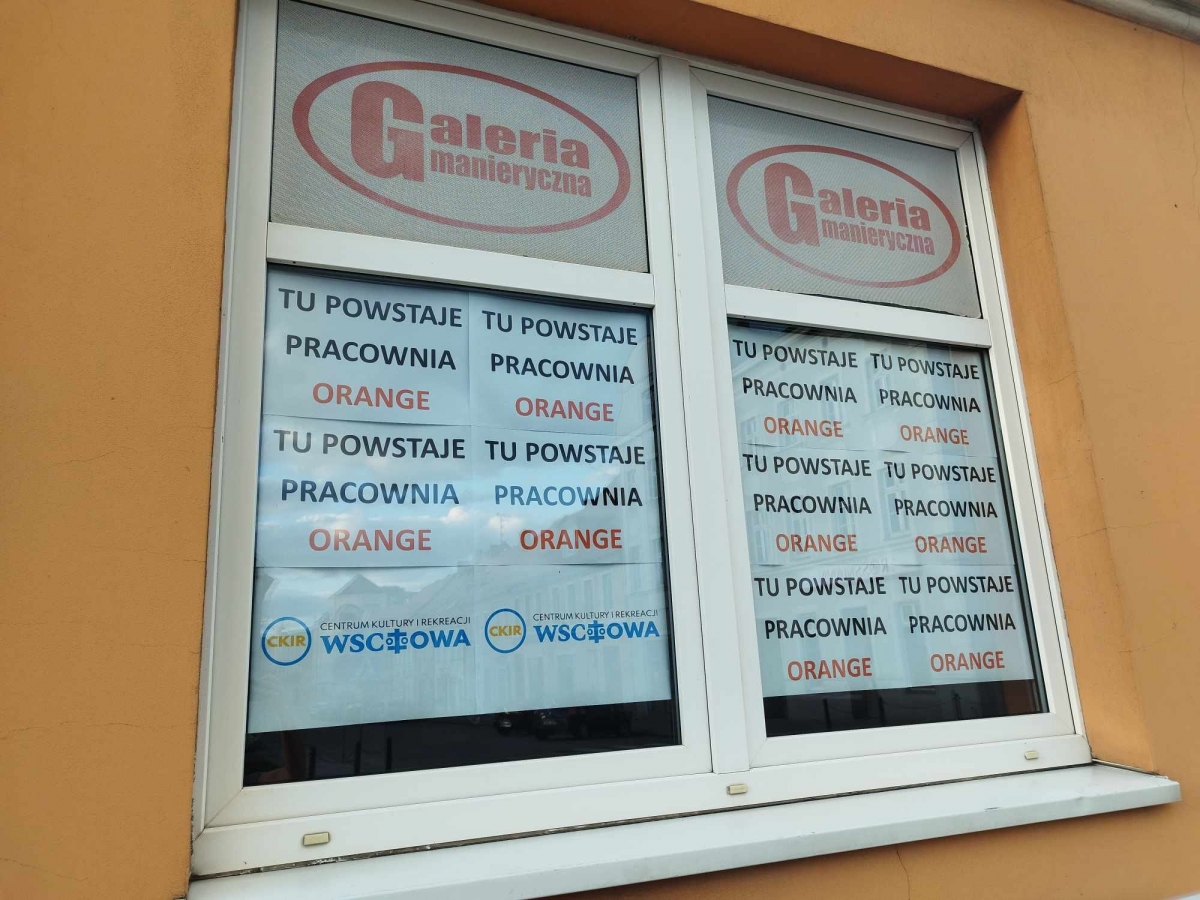 Galeria
manieryczna
Galeria
manieryczna
TU POWSTAJE
PRACOWNIA
ORANGE
TU POWSTAJE
PRACOWNIA
ORANGE
TU POWSTAJE
PRACOWNIA
ORANGE
TU POWSTAJE
PRACOWNIA
ORANGE
CKIR
CENTRUM KULTURY I REKREACJI
WSCHOWA
CKIR
CENTRUM KULTURY I REKREACJI
WSCHOWA
TU POWSTAJE
PRACOWNIA
ORANGE
TU POWSTAJE
PRACOWNIA
ORANGE
TU POWSTAJE
PRACOWNIA
ORANGE
TU POWSTAJE
PRACOWNIA
ORANGE
TU POWSTAJE
PRACOWNIA
ORANGE
TU POWSTAJE
PRACOWNIA
ORANGE